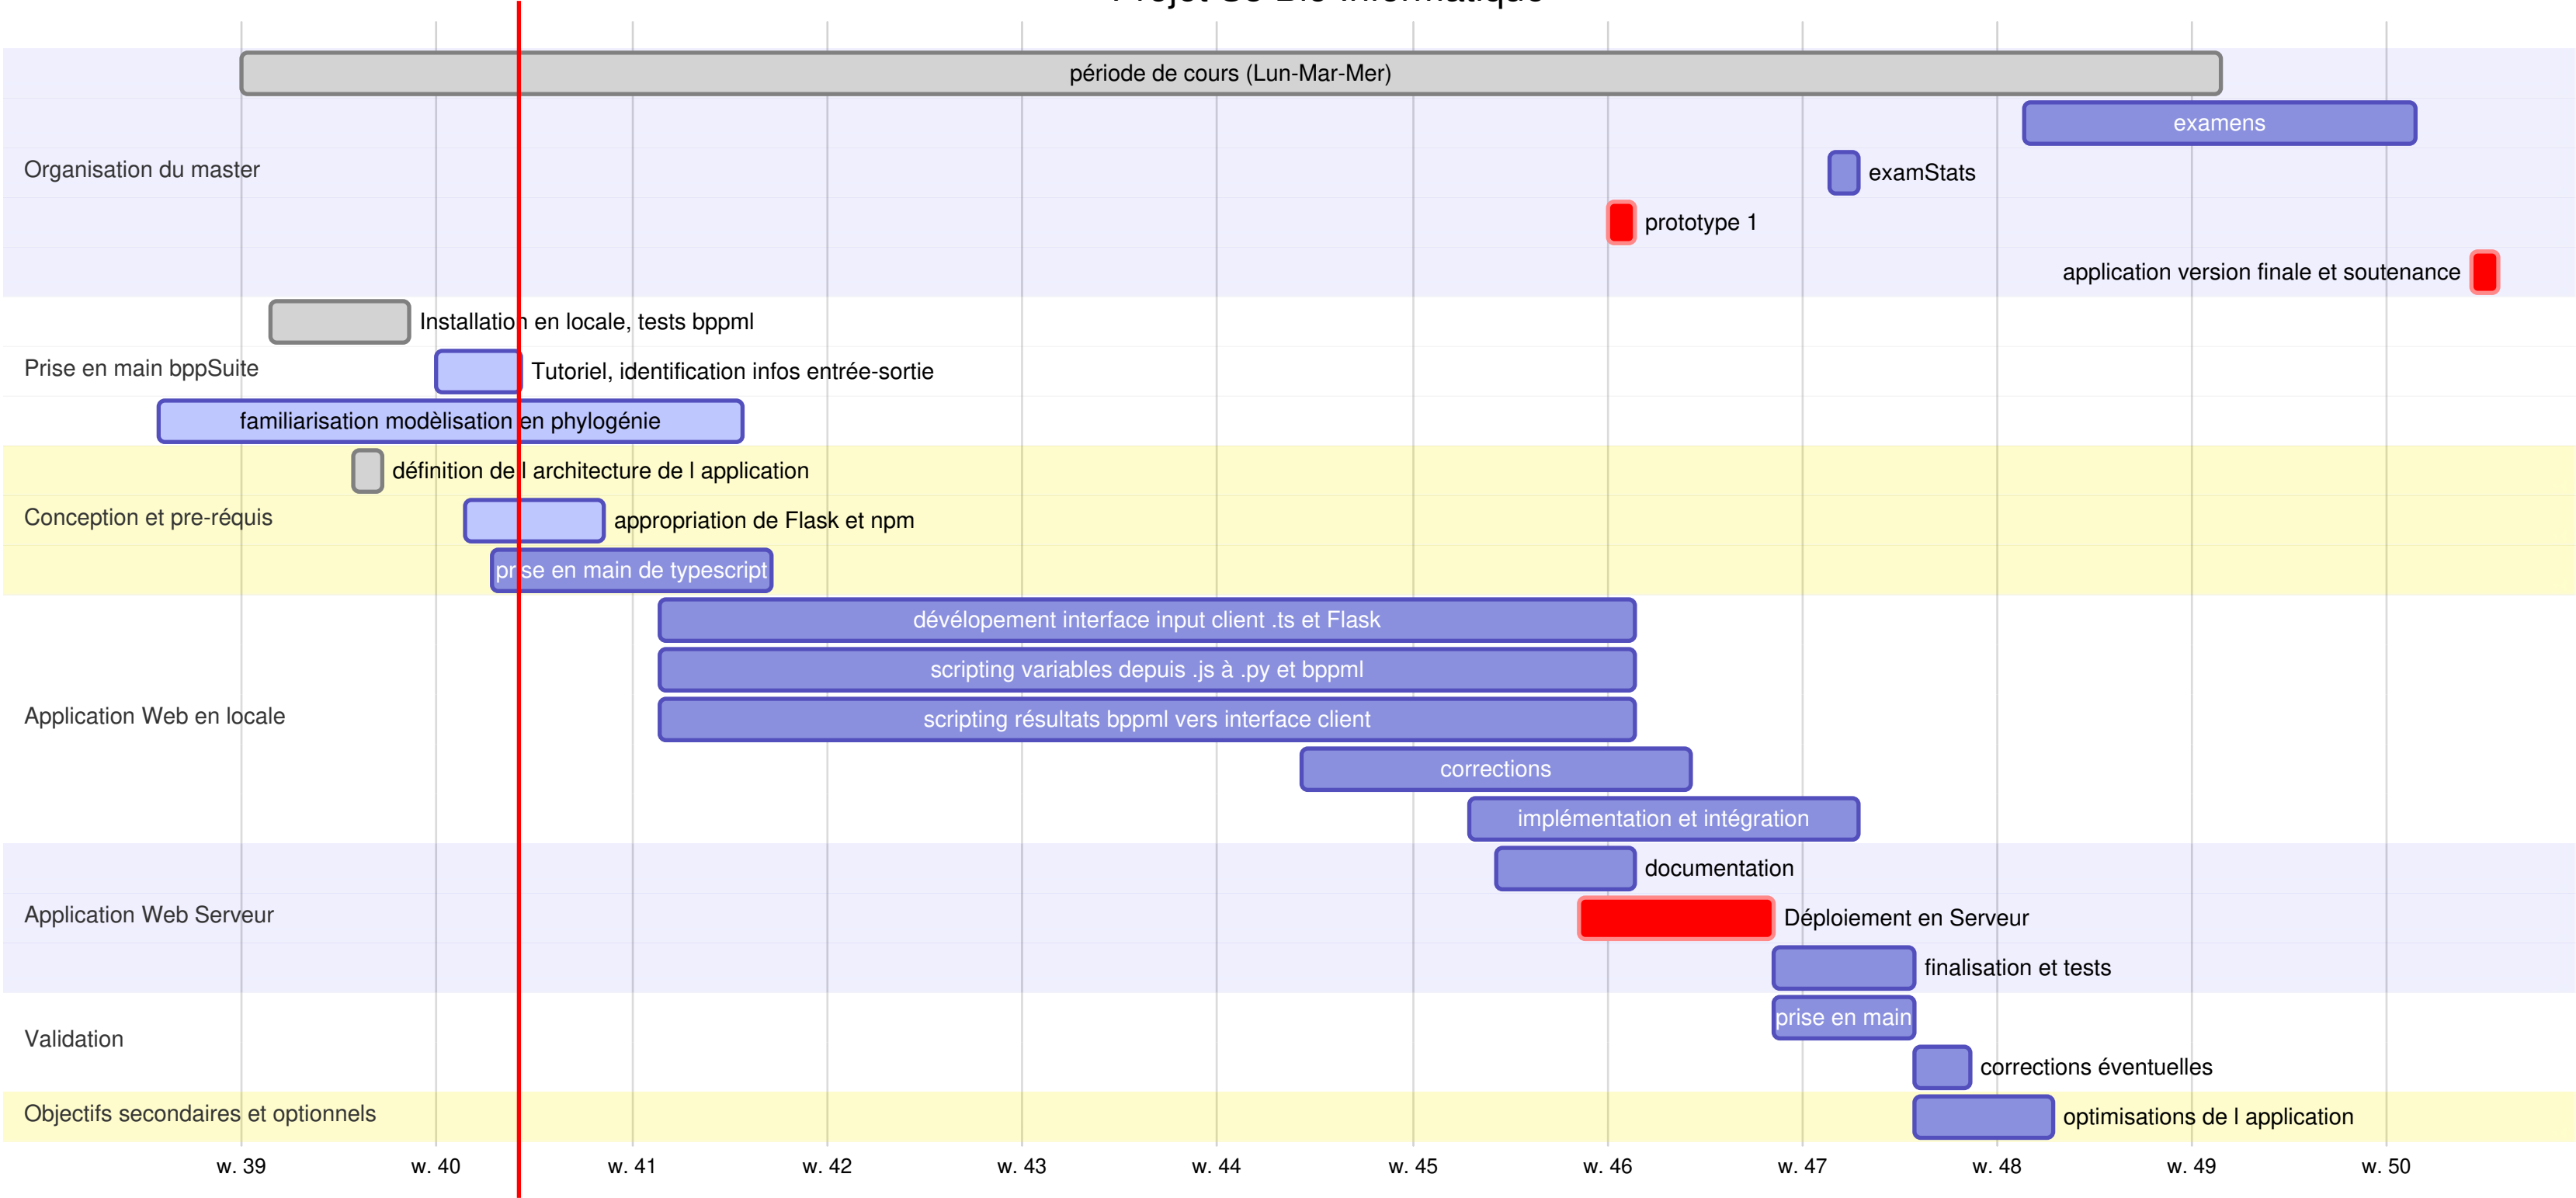 Projet S3 Bio-Informatique
période de cours (Lun-Mar-Mer)
examens
Organisation du master
examStats
prototype 1
application version finale et soutenance
Installation en locale, tests bppml
Prise en main bppSuite
Tutoriel, identification infos entrée-sortie
familiarisation modèlisation en phylogénie
définition de l architecture de l application
Conception et pre-réquis
appropriation de Flask et npm
prise en main de typescript
dévélopement interface input client .ts et Flask
scripting variables depuis .js à .py et bppml
Application Web en locale
scripting résultats bppml vers interface client
corrections
implémentation et intégration
documentation
Application Web Serveur
Déploiement en Serveur
finalisation et tests
prise en main
Validation
corrections éventuelles
Objectifs secondaires et optionnels
optimisations de l application
w. 39 w. 40 w. 41 w. 42 w. 43 w. 44 w. 45 w. 46 w. 47 w. 48 w. 49 w. 50